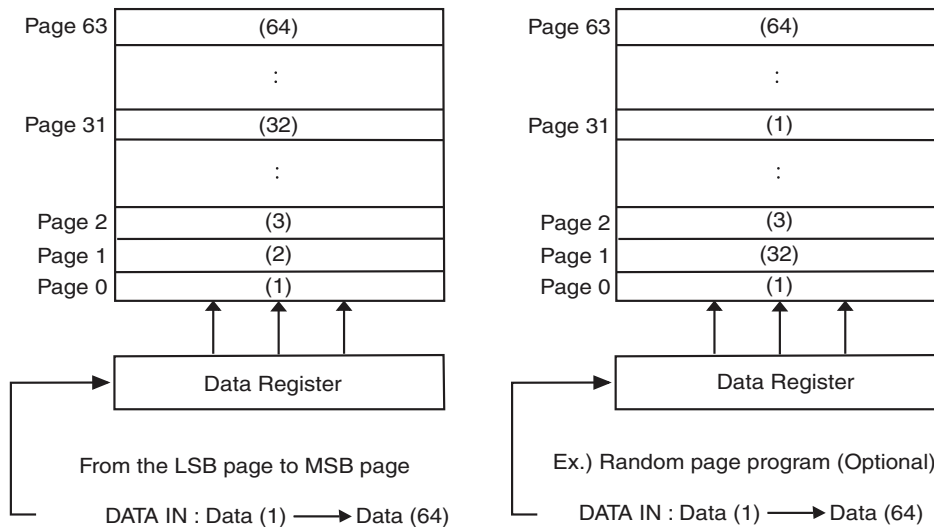 Page 63 (64)
:
Page 31 (32)
:
Page 2 (3)
Page 1 (2)
Page 0 (1)
Data Register
From the LSB page to MSB page
DATA IN : Data (1) ⟶ Data (64)
Page 63 (64)
:
Page 31 (1)
:
Page 2 (3)
Page 1 (32)
Page 0 (1)
Data Register
Ex.) Random page program (Optional)
DATA IN : Data (1) ⟶ Data (64)